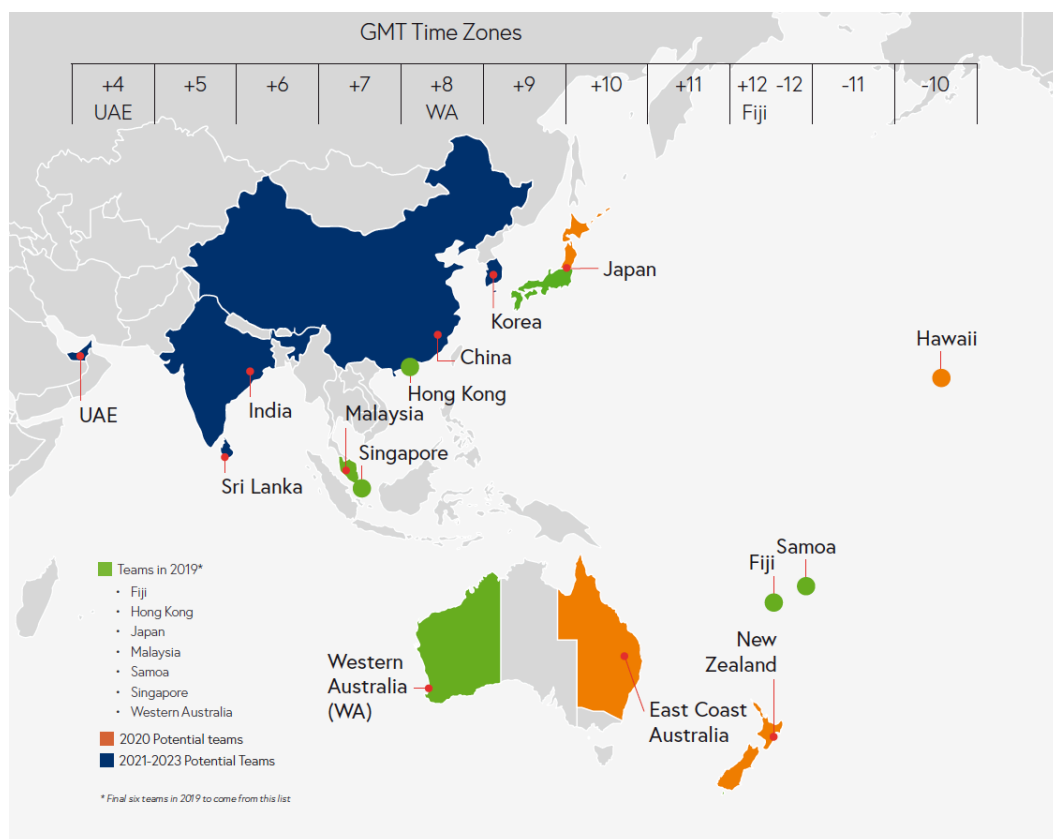 GMT Time Zones
+4 +5 +6 +7 +8 +9 +10 +11 +12 -12 -11 -10
UAE WA Fiji
Japan
Korea
Hawaii
China
Hong Kong
UAE
India
Malaysia
Singapore
Sri Lanka
Samoa
Fiji
Teams in 2019*
• Fiji
• Hong Kong
• Japan
• Malaysia
• Samoa
• Singapore
• Western Australia
2020 Potential teams
2021-2023 Potential Teams
* Final six teams in 2019 to come from this list
Western
Australia
(WA)
New
Zealand
East Coast
Australia